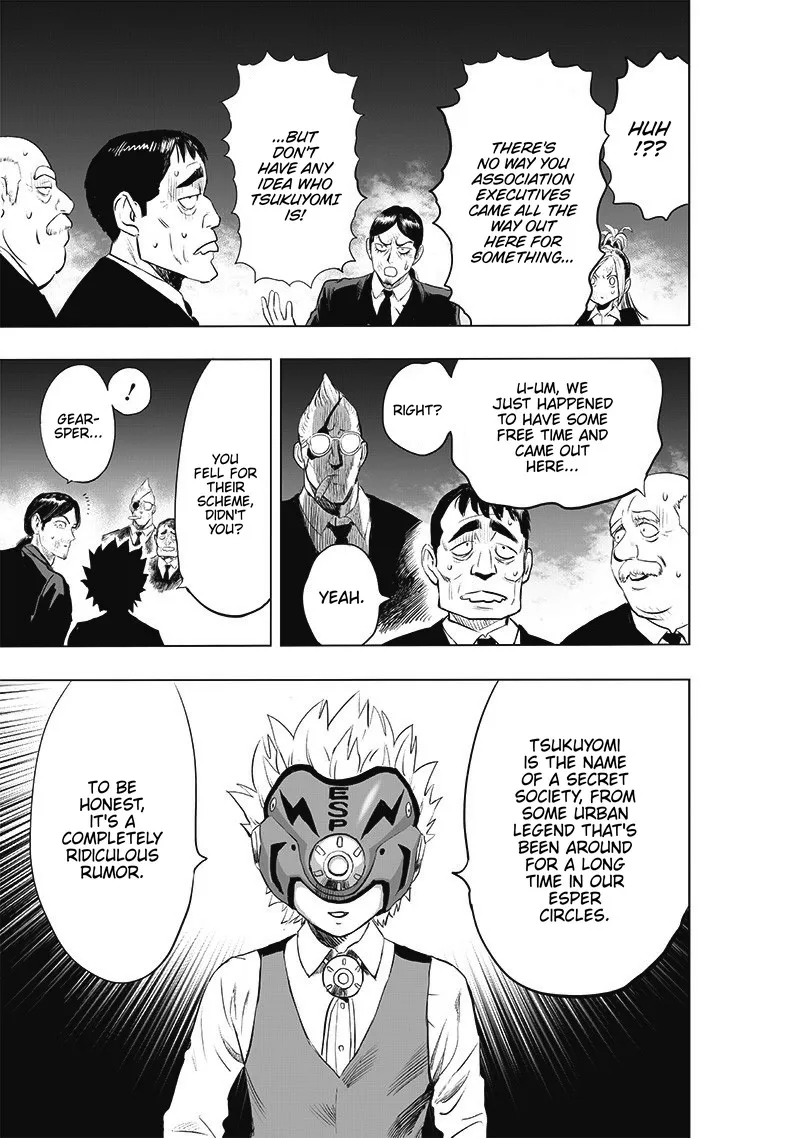 HUH
!??
THERE'S
NO WAY YOU
ASSOCIATION
EXECUTIVES
CAME ALL
THE WAY OUT
HERE FOR
SOMETHING...
...BUT
DON'T
HAVE ANY
IDEA WHO
TSUKUYOMI
IS!
U-UM, WE
JUST HAPPENED
TO HAVE SOME
FREE TIME AND
CAME OUT
HERE...
RIGHT?
YEAH.
YOU
FELL FOR
THEIR
SCHEME,
DIDN'T
YOU?
!
GEAR-
SPER...
TSUKUYOMI
IS THE NAME
OF A SECRET
SOCIETY, FROM
SOME URBAN
LEGEND THAT'S
BEEN AROUND
FOR A LONG
TIME IN OUR
ESPER
CIRCLES.
ESP
TO BE
HONEST,
IT'S A
COMPLETELY
RIDICULOUS
RUMOR.